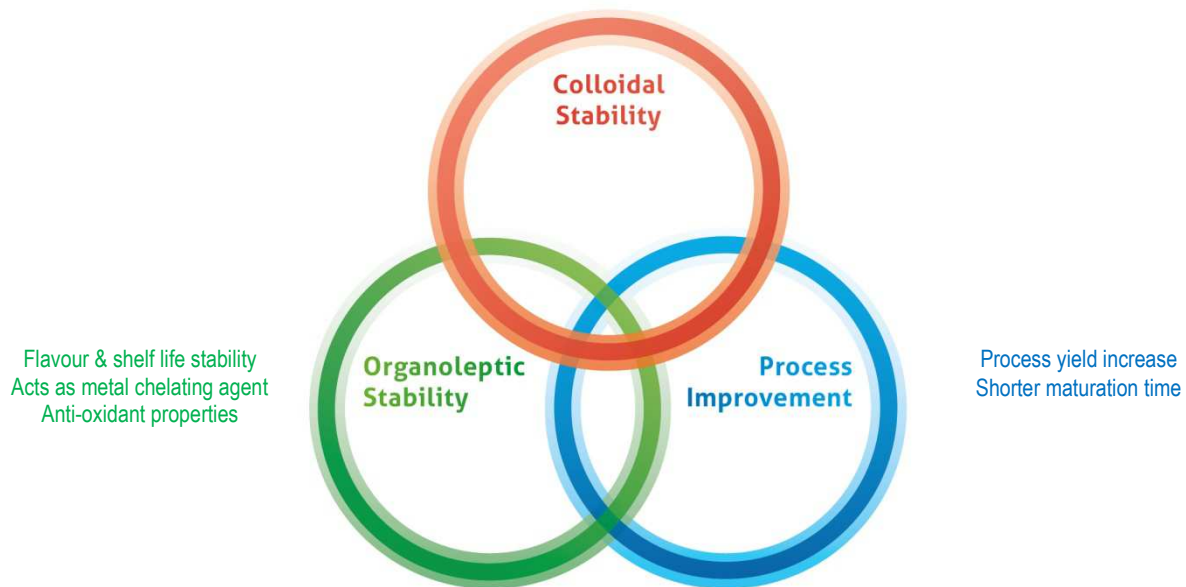 Colloidal
Stability
Flavour & shelf life stability
Acts as metal chelating agent
Anti-oxidant properties
Organoleptic
Stability
Process
Improvement
Process yield increase
Shorter maturation time